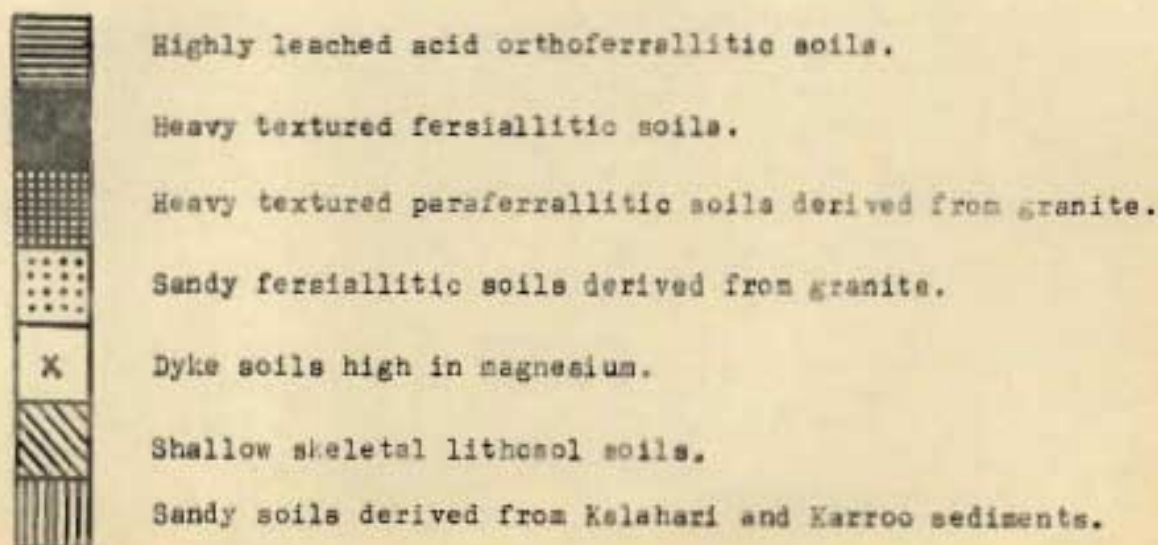 Highly leached acid orthoferrallitic soils.
Heavy textured fersiallitic soils.
Heavy textured paraferrallitic soils derived from granite.
Sandy fersiallitic soils derived from granite.
X
Dyke soils high in magnesium.
Shallow skeletal lithosol soils.
Sandy soils derived from Kalahari and Karroo sediments.